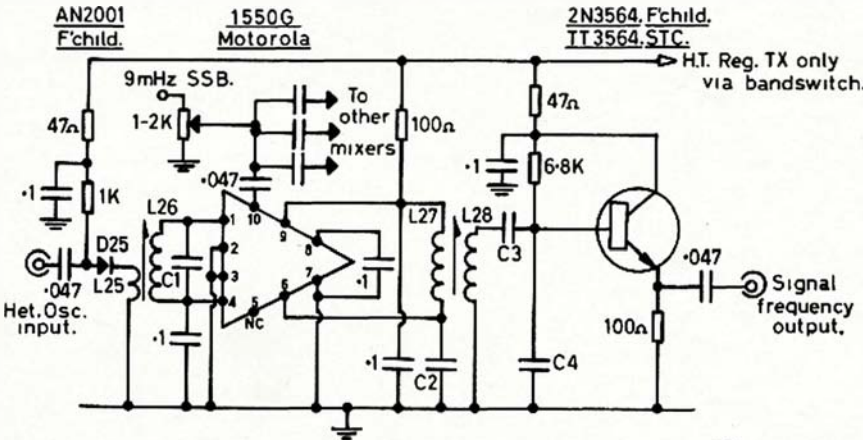 AN2001
F'child.
1550G
Motorola
2N3564. F'child.
TT3564. STC.
H.T. Reg. TX only
via bandswitch.
9mHz SSB.
1-2K
To
other
mixers
47Ω
.1
1K
.047
100Ω
47Ω
.1
6.8K
L26
L27
L28
C3
D25
L25
C1
.047
Het. Osc.
input.
.1
1
2
3
4
5
NC
6
7
8
9
10
.1
.1
C2
C4
100Ω
.047
Signal
frequency
output.